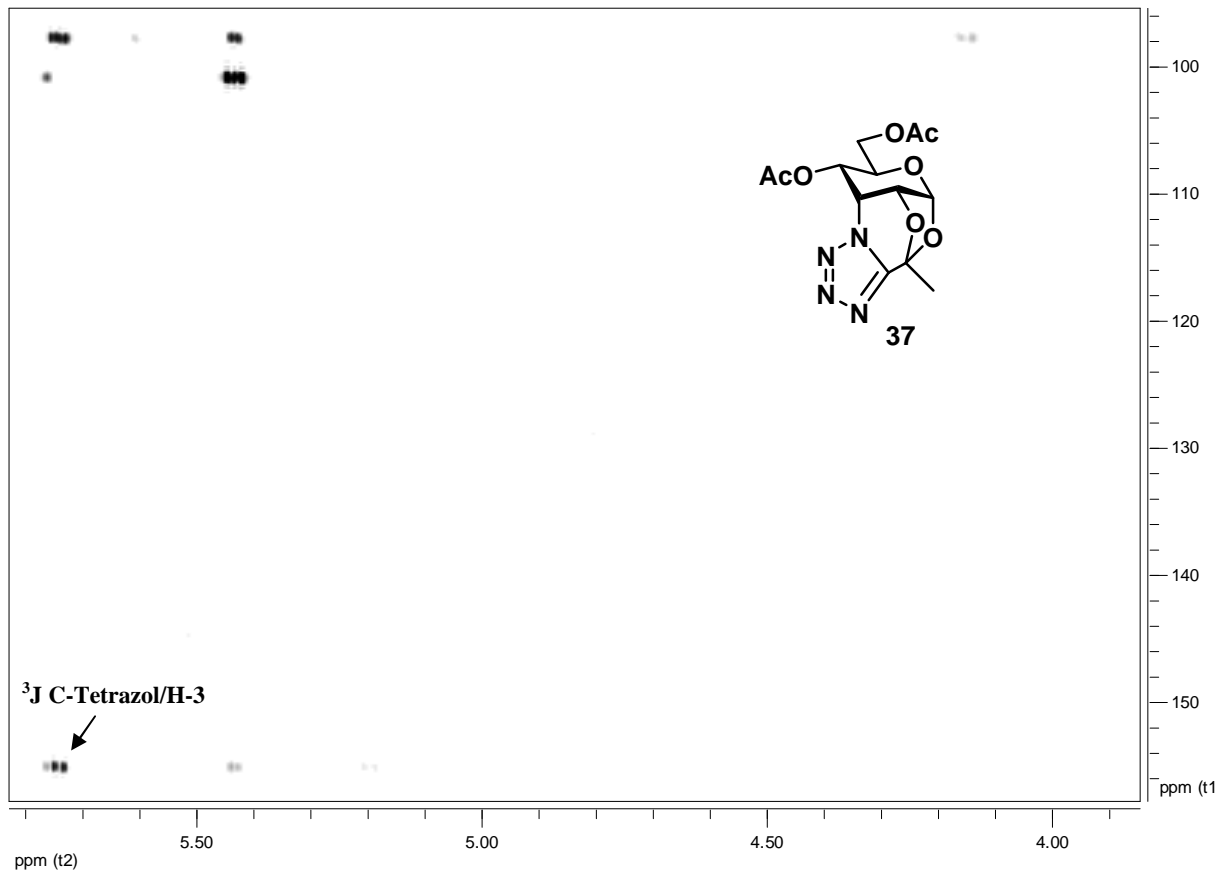 100
OAc
AcO
O
110
O
O
N
N
N
N
120
37
130
140
³J C-Tetrazol/H-3
150
ppm (t1
5.50
5.00
4.50
4.00
ppm (t2)